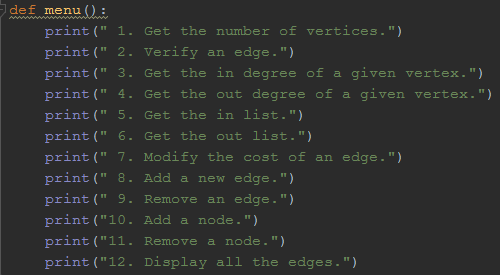 def menu():
    print(" 1. Get the number of vertices.")
    print(" 2. Verify an edge.")
    print(" 3. Get the in degree of a given vertex.")
    print(" 4. Get the out degree of a given vertex.")
    print(" 5. Get the in list.")
    print(" 6. Get the out list.")
    print(" 7. Modify the cost of an edge.")
    print(" 8. Add a new edge.")
    print(" 9. Remove an edge.")
    print("10. Add a node.")
    print("11. Remove a node.")
    print("12. Display all the edges.")